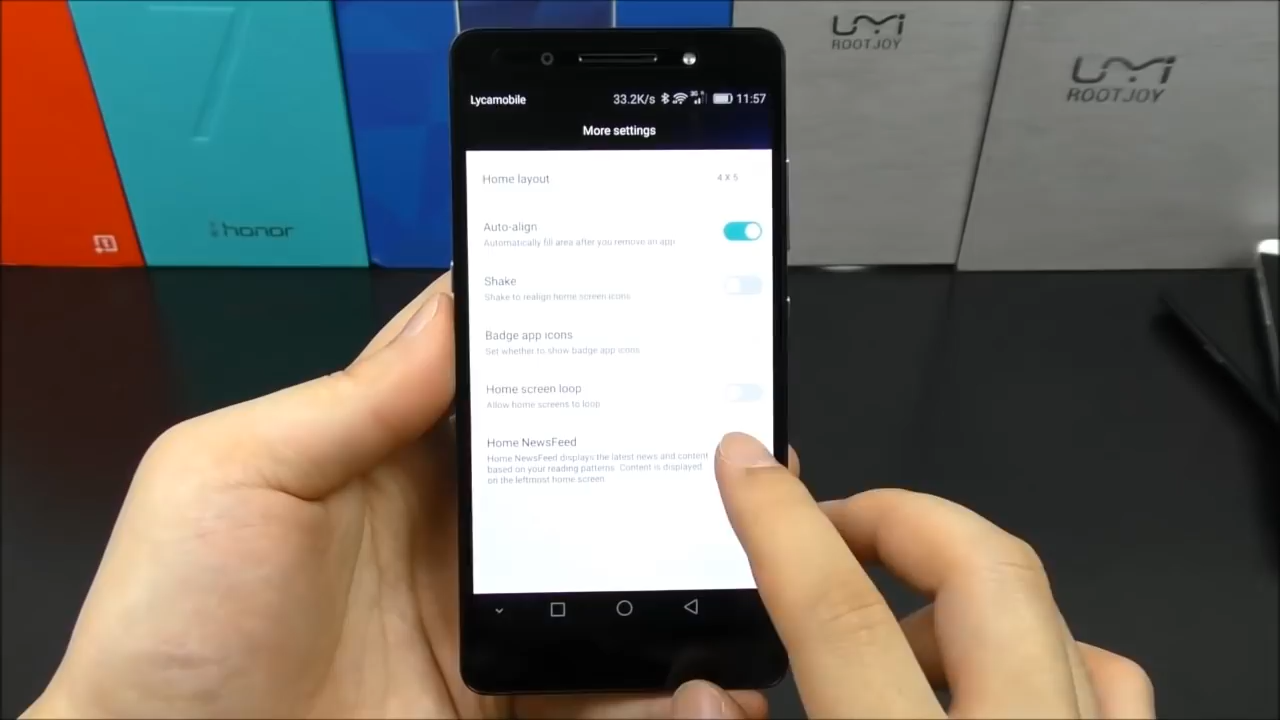 7
honor
UMi
ROOTJOY
UMi
ROOTJOY
Lycamobile 33.2K/s 3G 11:57
More settings
Home layout 4 X 5
Auto-align
Automatically fill area after you remove an app
Shake
Shake to realign home screen icons
Badge app icons
Set whether to show badge app icons
Home screen loop
Allow home screens to loop
Home NewsFeed
Home NewsFeed displays the latest news and content
based on your reading patterns. Content is displayed
on the leftmost home screen